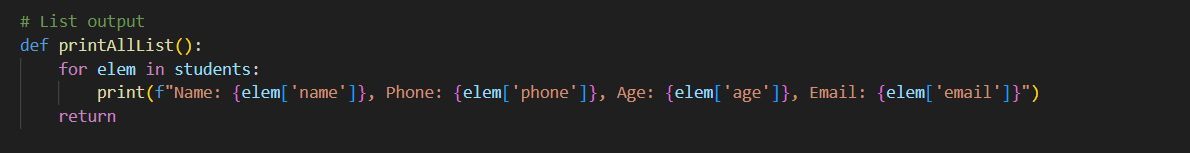 # List output
def printAllList():
    for elem in students:
        print(f"Name: {elem['name']}, Phone: {elem['phone']}, Age: {elem['age']}, Email: {elem['email']}")
    return